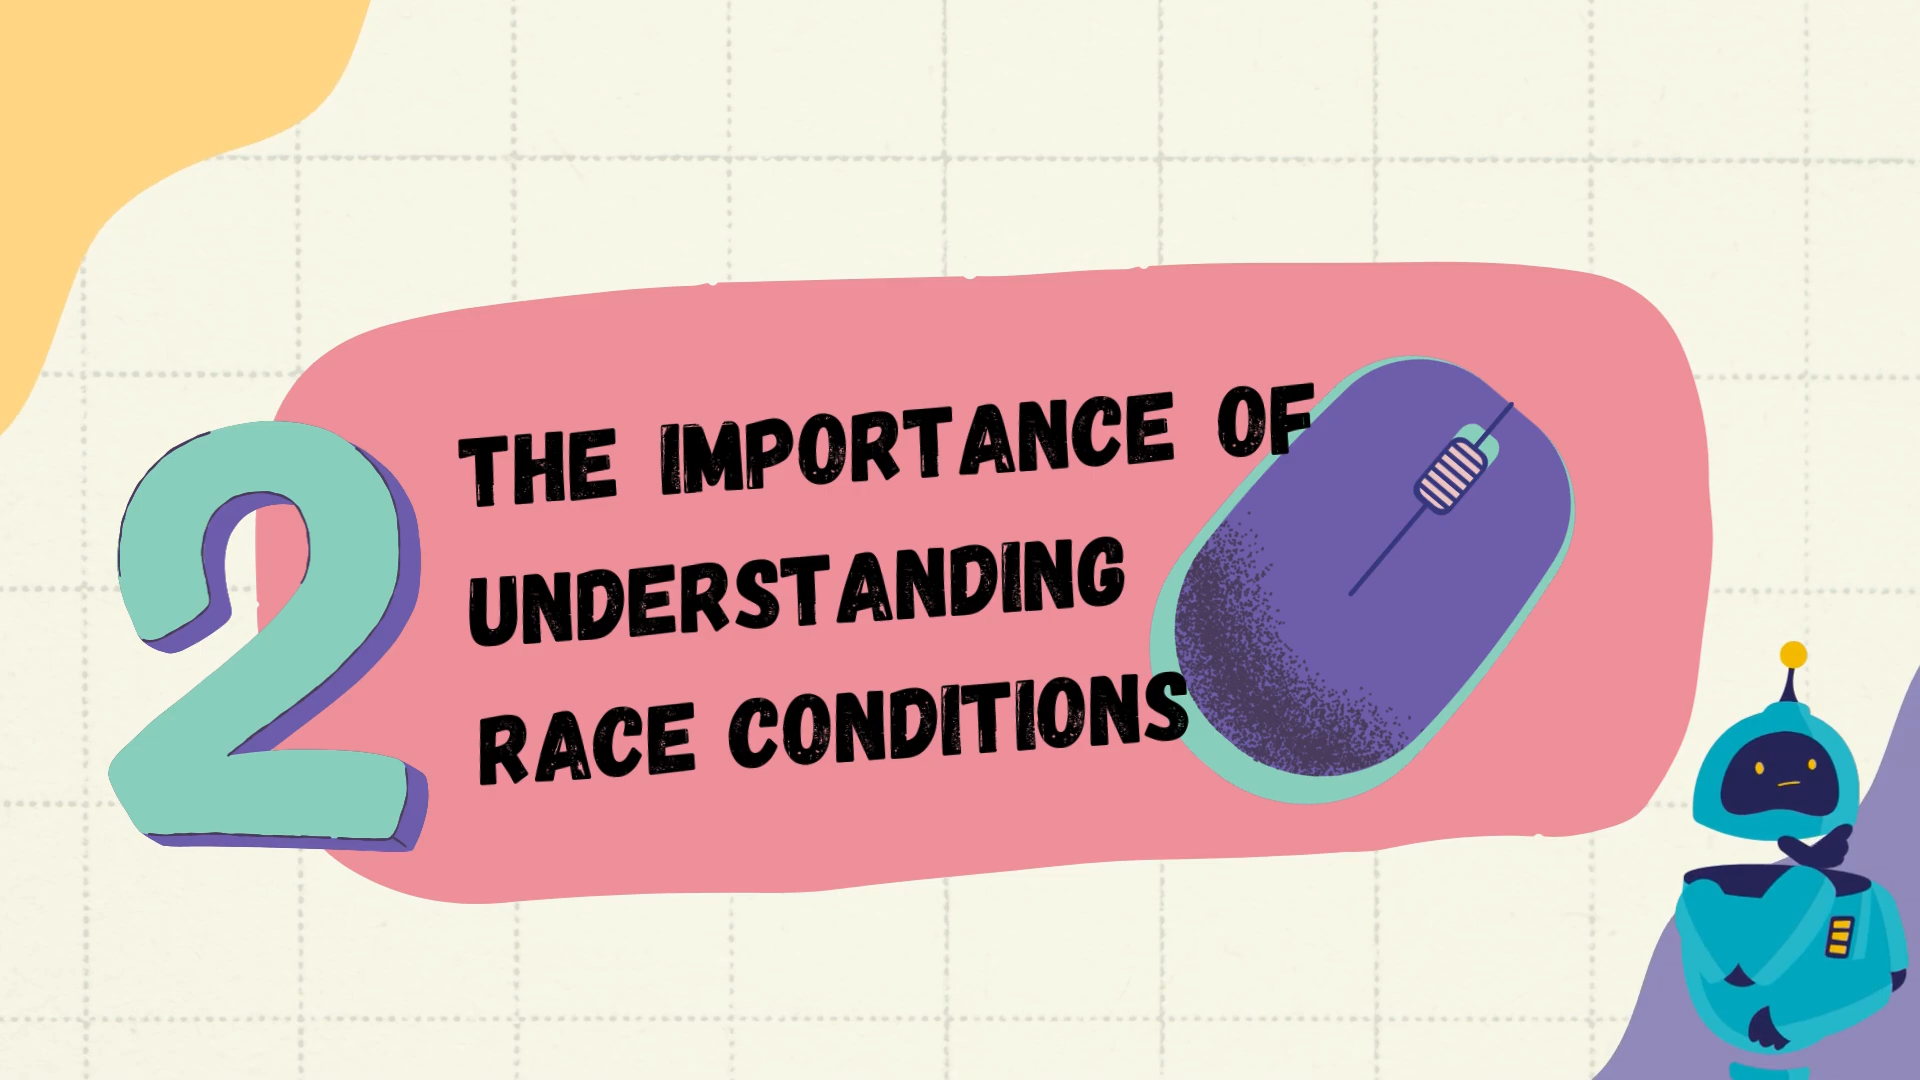 2
THE IMPORTANCE OF
UNDERSTANDING
RACE CONDITIONS